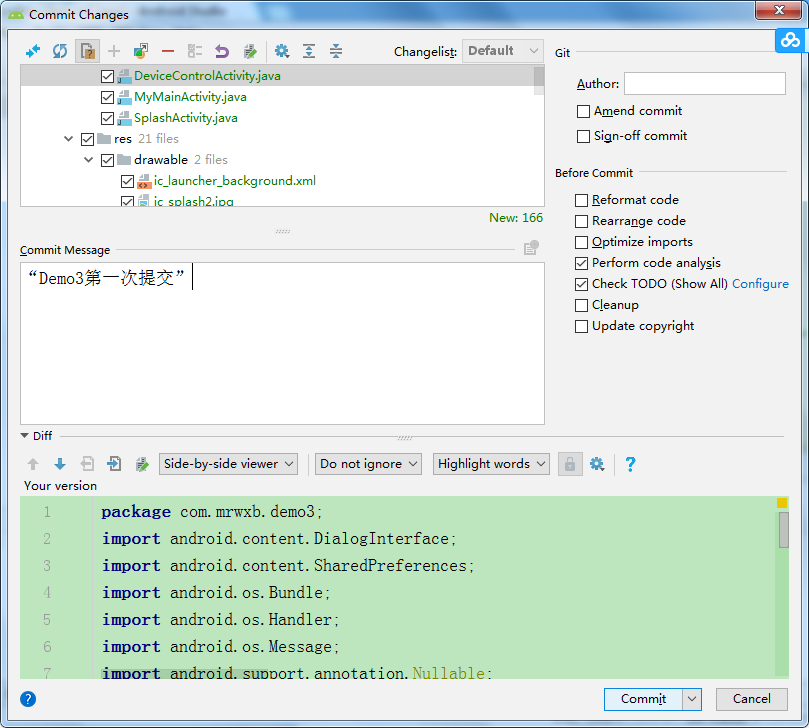 Commit Changes
Changelist: Default
Git
DeviceControlActivity.java
MyMainActivity.java
SplashActivity.java
res 21 files
drawable 2 files
ic_launcher_background.xml
ic_splash2.jpg
New: 166
Author:
Amend commit
Sign-off commit
Before Commit
Reformat code
Rearrange code
Optimize imports
Perform code analysis
Check TODO (Show All) Configure
Cleanup
Update copyright
Commit Message
“Demo3第一次提交”
Diff
Side-by-side viewer Do not ignore Highlight words ?
Your version
1 package com.mrwxb.demo3;
2 import android.content.DialogInterface;
3 import android.content.SharedPreferences;
4 import android.os.Bundle;
5 import android.os.Handler;
6 import android.os.Message;
7 import android.support.annotation.Nullable;
? Commit Cancel